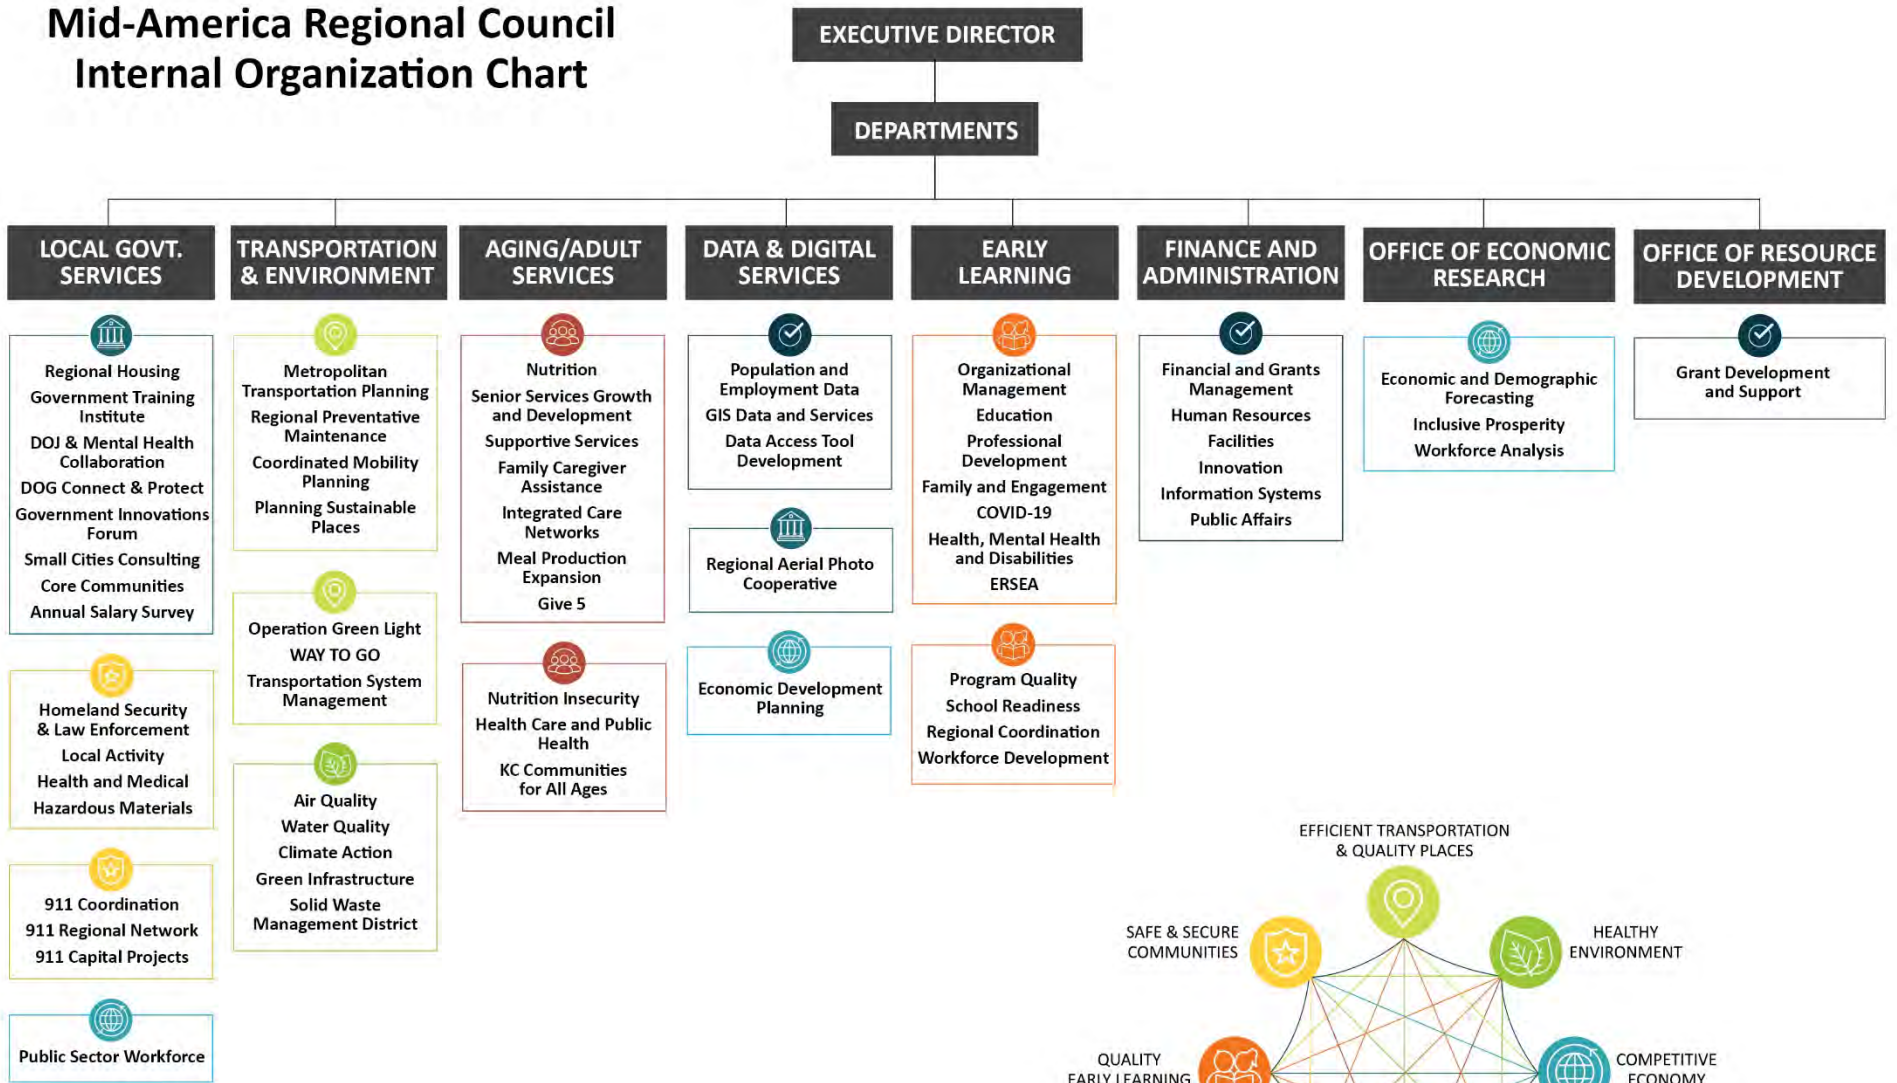 Mid-America Regional Council
Internal Organization Chart
EXECUTIVE DIRECTOR
DEPARTMENTS
LOCAL GOVT.
SERVICES
Regional Housing
Government Training
Institute
DOJ & Mental Health
Collaboration
DOG Connect & Protect
Government Innovations
Forum
Small Cities Consulting
Core Communities
Annual Salary Survey
Homeland Security
& Law Enforcement
Local Activity
Health and Medical
Hazardous Materials
911 Coordination
911 Regional Network
911 Capital Projects
Public Sector Workforce
TRANSPORTATION
& ENVIRONMENT
Metropolitan
Transportation Planning
Regional Preventative
Maintenance
Coordinated Mobility
Planning
Planning Sustainable
Places
Operation Green Light
WAY TO GO
Transportation System
Management
Air Quality
Water Quality
Climate Action
Green Infrastructure
Solid Waste
Management District
AGING/ADULT
SERVICES
Nutrition
Senior Services Growth
and Development
Supportive Services
Family Caregiver
Assistance
Integrated Care
Networks
Meal Production
Expansion
Give 5
Nutrition Insecurity
Health Care and Public
Health
KC Communities
for All Ages
DATA & DIGITAL
SERVICES
Population and
Employment Data
GIS Data and Services
Data Access Tool
Development
Regional Aerial Photo
Cooperative
Economic Development
Planning
EARLY
LEARNING
Organizational
Management
Education
Professional
Development
Family and Engagement
COVID-19
Health, Mental Health
and Disabilities
ERSEA
Program Quality
School Readiness
Regional Coordination
Workforce Development
FINANCE AND
ADMINISTRATION
Financial and Grants
Management
Human Resources
Facilities
Innovation
Information Systems
Public Affairs
OFFICE OF ECONOMIC
RESEARCH
Economic and Demographic
Forecasting
Inclusive Prosperity
Workforce Analysis
OFFICE OF RESOURCE
DEVELOPMENT
Grant Development
and Support
EFFICIENT TRANSPORTATION
& QUALITY PLACES
SAFE & SECURE
COMMUNITIES
HEALTHY
ENVIRONMENT
QUALITY
EARLY LEARNING
COMPETITIVE
ECONOMY